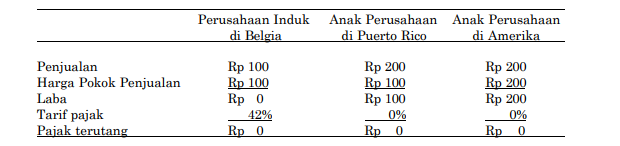 Perusahaan Induk Anak Perusahaan Anak Perusahaan
di Belgia di Puerto Rico di Amerika
Penjualan Rp 100 Rp 200 Rp 200
Harga Pokok Penjualan Rp 100 Rp 100 Rp 200
Laba Rp 0 Rp 100 Rp 200
Tarif pajak 42% 0% 0%
Pajak terutang Rp 0 Rp 0 Rp 0